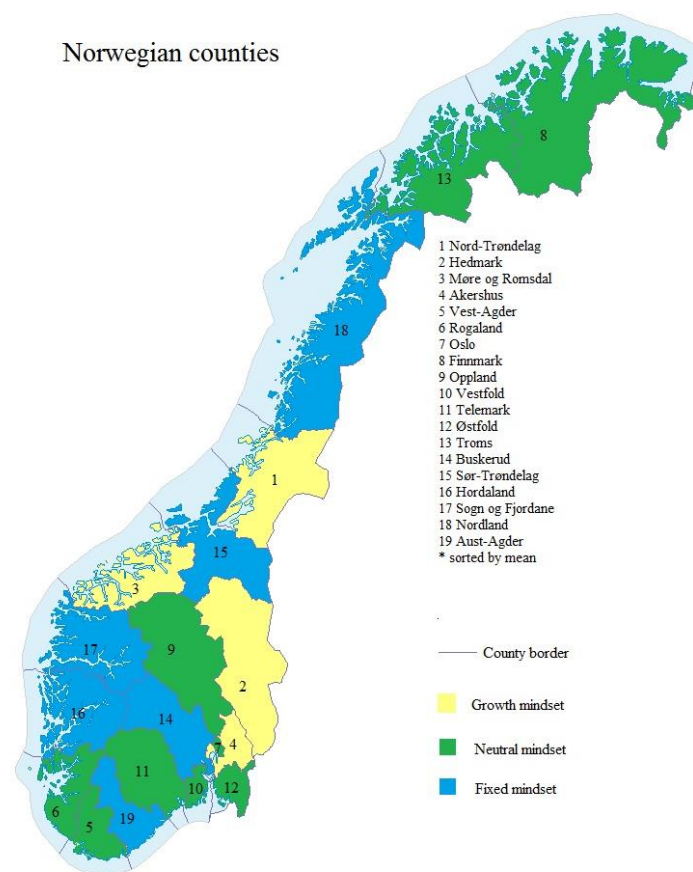 Norwegian counties
8
13
1 Nord-Trøndelag
2 Hedmark
3 Møre og Romsdal
4 Akershus
5 Vest-Agder
6 Rogaland
7 Oslo
8 Finnmark
9 Oppland
10 Vestfold
11 Telemark
12 Østfold
13 Troms
14 Buskerud
15 Sør-Trøndelag
16 Hordaland
17 Sogn og Fjordane
18 Nordland
19 Aust-Agder
* sorted by mean
18
1
15
3
17
9
2
16
14
7
4
11
10
12
6
5
19
County border
Growth mindset
Neutral mindset
Fixed mindset